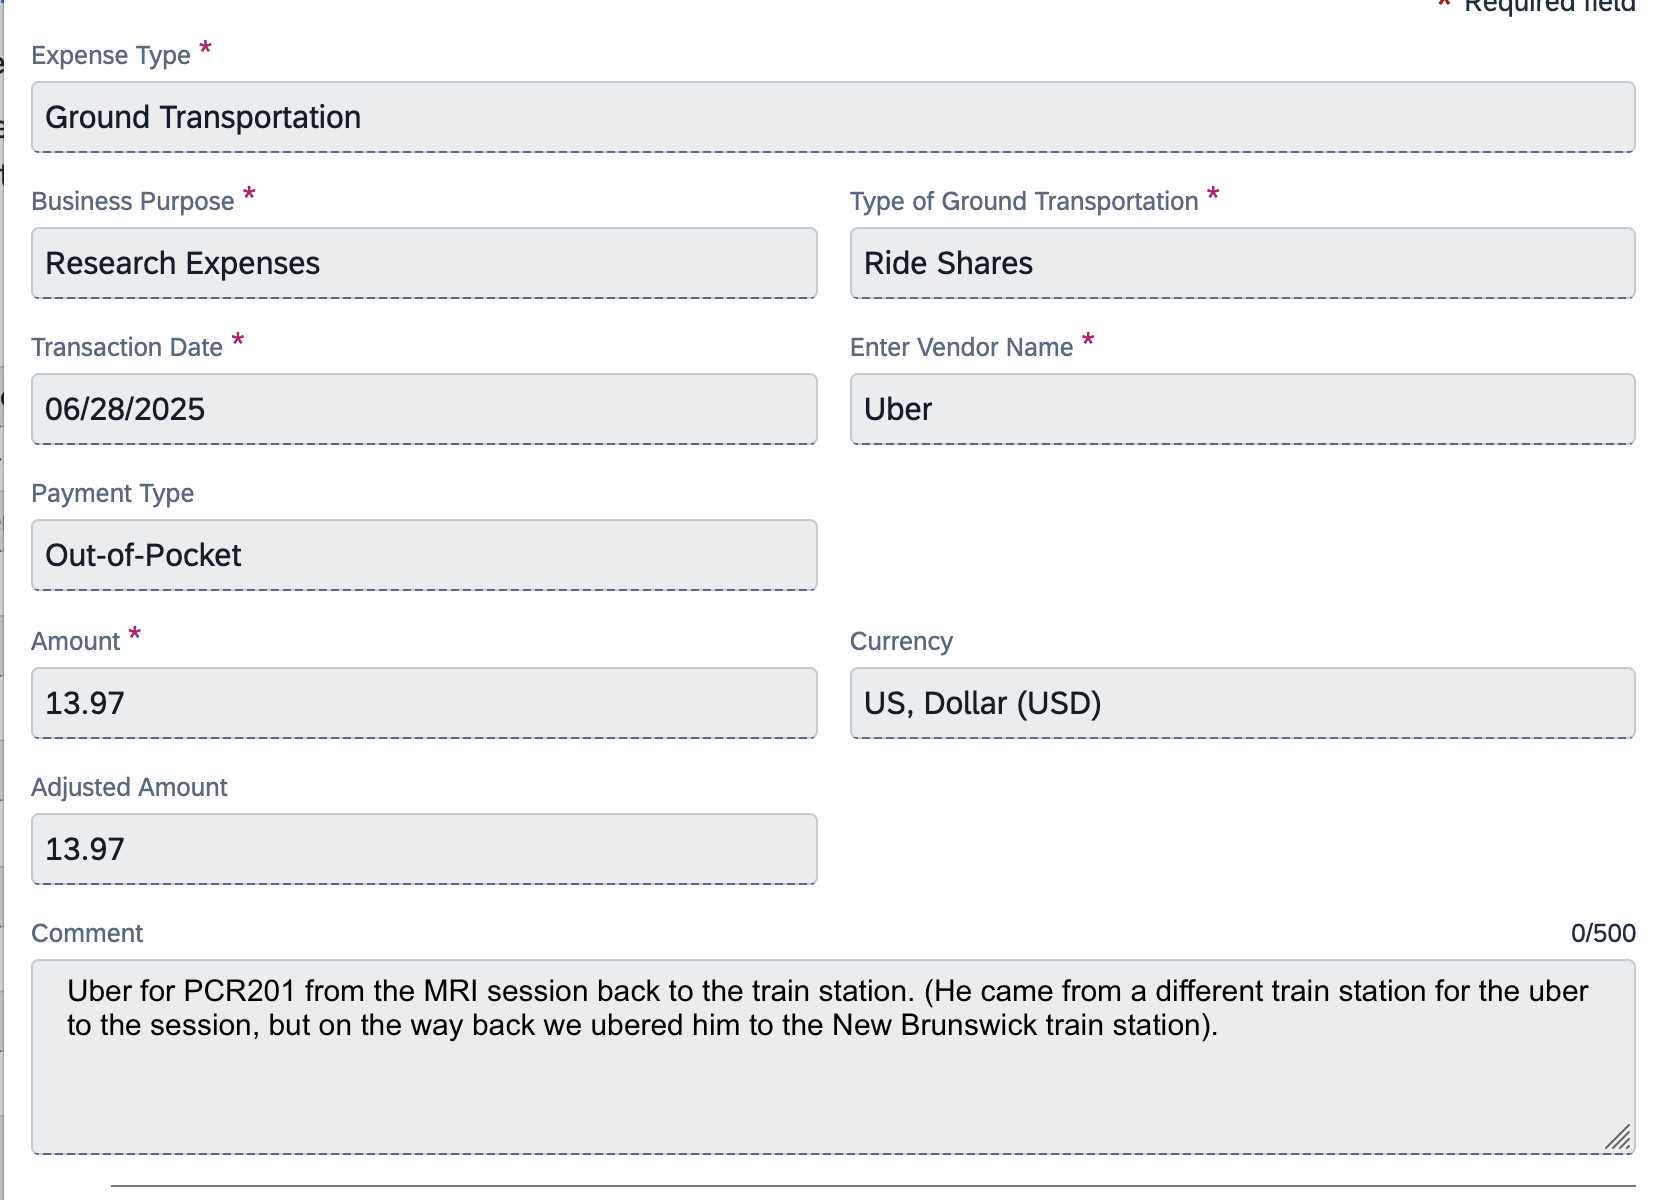 * Required field
Expense Type *
Ground Transportation
Business Purpose *
Type of Ground Transportation *
Research Expenses
Ride Shares
Transaction Date *
Enter Vendor Name *
06/28/2025
Uber
Payment Type
Out-of-Pocket
Amount *
Currency
13.97
US, Dollar (USD)
Adjusted Amount
13.97
Comment
0/500
Uber for PCR201 from the MRI session back to the train station. (He came from a different train station for the uber
to the session, but on the way back we ubered him to the New Brunswick train station).